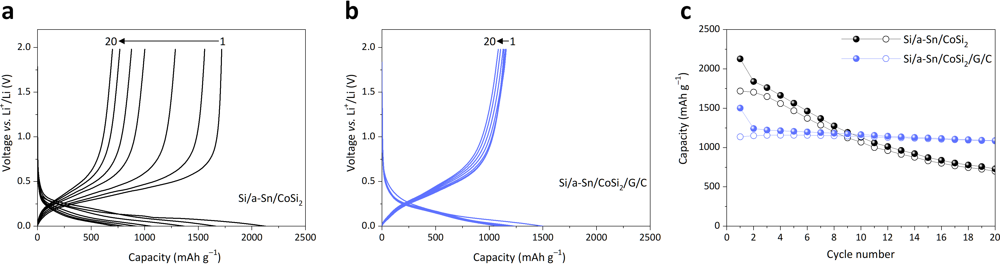 a
20 1
2.0
1.5
1.0
0.5
0.0
Voltage vs. Li⁺/Li (V)
Si/a-Sn/CoSi₂
0 500 1000 1500 2000 2500
Capacity (mAh g⁻¹)
b
20 1
2.0
1.5
1.0
0.5
0.0
Voltage vs. Li⁺/Li (V)
Si/a-Sn/CoSi₂/G/C
0 500 1000 1500 2000 2500
Capacity (mAh g⁻¹)
c
2500
2000
1500
1000
500
0
Capacity (mAh g⁻¹)
Si/a-Sn/CoSi₂
Si/a-Sn/CoSi₂/G/C
0 2 4 6 8 10 12 14 16 18 20
Cycle number